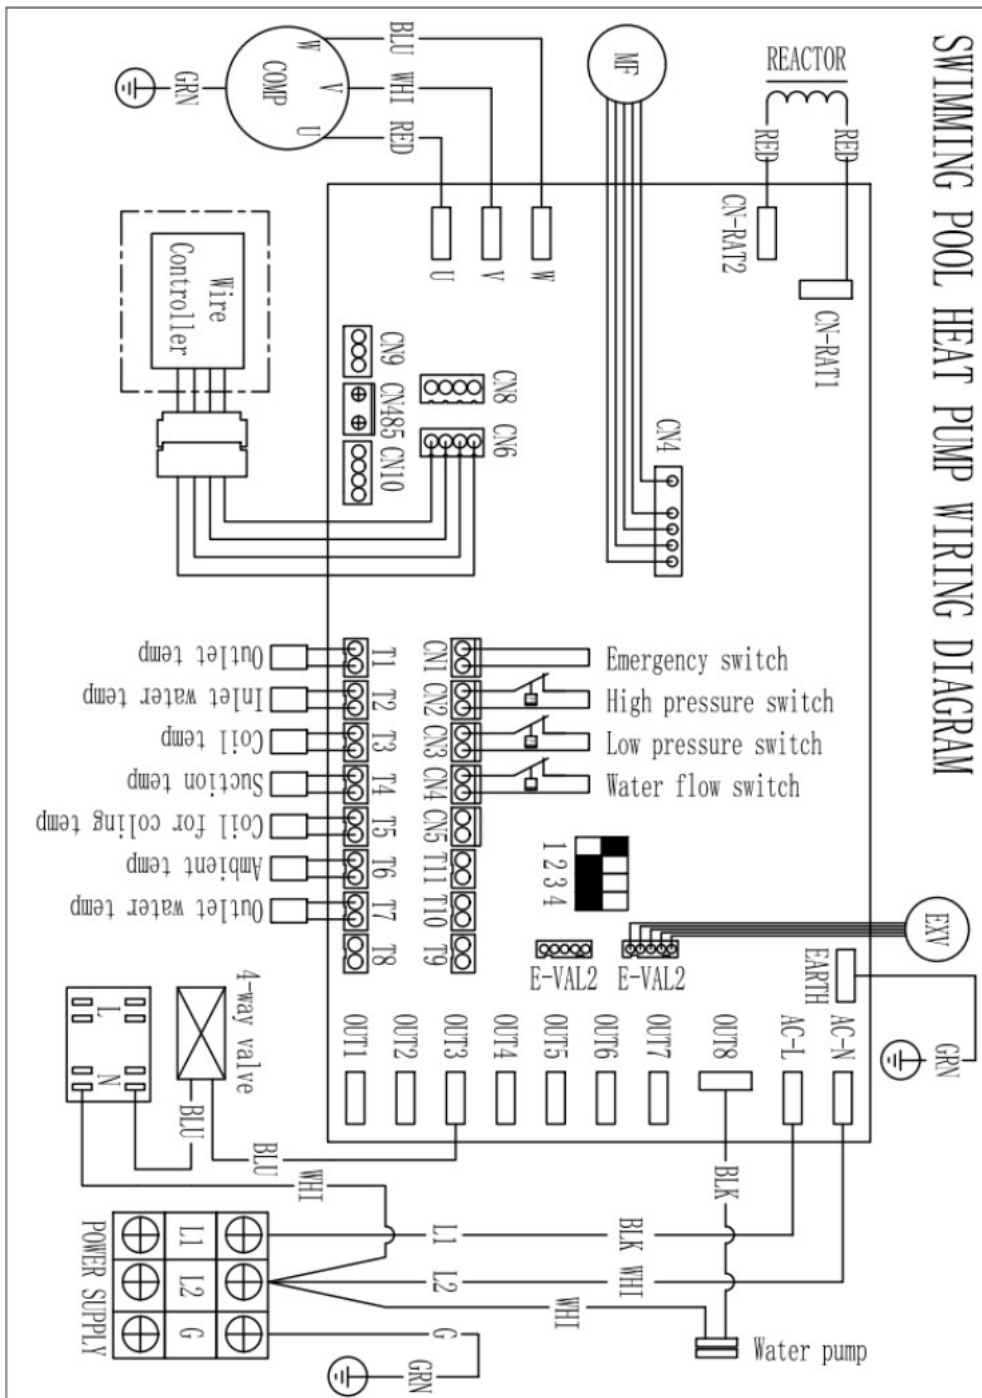 SWIMMING POOL HEAT PUMP WIRING DIAGRAM
REACTOR
RED
RED
CN-RAT2
CN-RAT1
MF
CN4
BLU
WHI
RED
W
V
U
COMP
GRN
U
V
W
Wire
Controller
CN9
CN485
CN10
CN8
CN6
Outlet temp
Inlet water temp
Coil temp
Suction temp
Coil for coling temp
Ambient temp
Outlet water temp
T1
T2
T3
T4
T5
T6
T7
T8
CN1
CN2
CN3
CN4
CN5
T11
T10
T9
Emergency switch
High pressure switch
Low pressure switch
Water flow switch
1 2 3 4
E-VAL2
E-VAL2
EXV
EARTH
GRN
OUT1
OUT2
OUT3
OUT4
OUT5
OUT6
OUT7
OUT8
AC-L
AC-N
L
N
4-way valve
BLU
BLU
WHI
BLK
POWER SUPPLY
L1
L2
G
L1
L2
G
BLK
WHI
WHI
GRN
Water pump